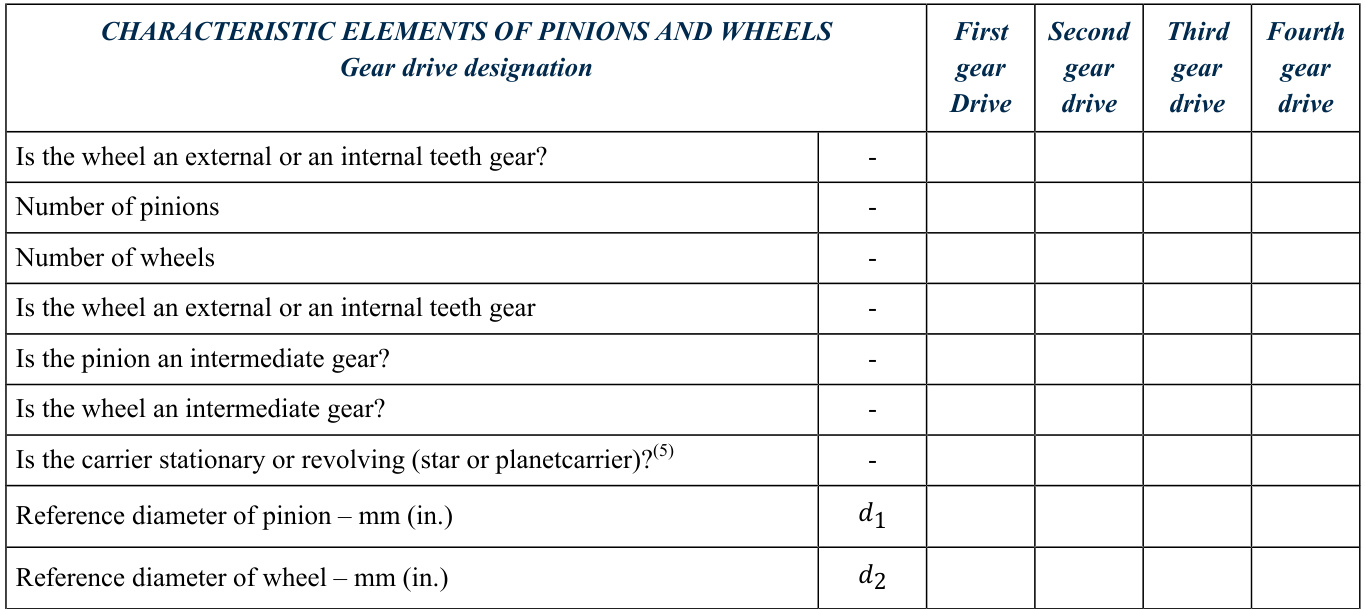 CHARACTERISTIC ELEMENTS OF PINIONS AND WHEELS
Gear drive designation
First
gear
Drive
Second
gear
drive
Third
gear
drive
Fourth
gear
drive
Is the wheel an external or an internal teeth gear? -
Number of pinions -
Number of wheels -
Is the wheel an external or an internal teeth gear -
Is the pinion an intermediate gear? -
Is the wheel an intermediate gear? -
Is the carrier stationary or revolving (star or planetcarrier)?(5) -
Reference diameter of pinion – mm (in.) d1
Reference diameter of wheel – mm (in.) d2